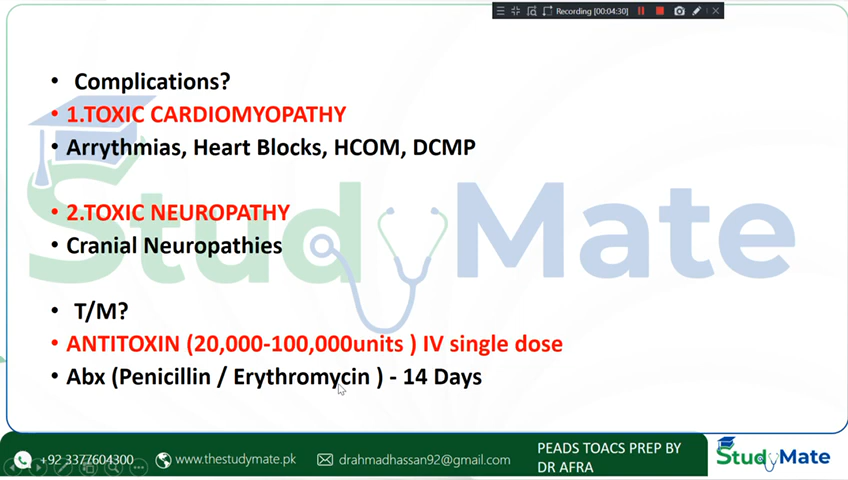 Recording [00:04:30]
Complications?
1.TOXIC CARDIOMYOPATHY
Arrythmias, Heart Blocks, HCOM, DCMP
2.TOXIC NEUROPATHY
Cranial Neuropathies
T/M?
ANTITOXIN (20,000-100,000units ) IV single dose
Abx (Penicillin / Erythromycin ) - 14 Days
StudyMate
+92 3377604300
www.thestudymate.pk
drahmadhassan92@gmail.com
PEADS TOACS PREP BY
DR AFRA
StudyMate